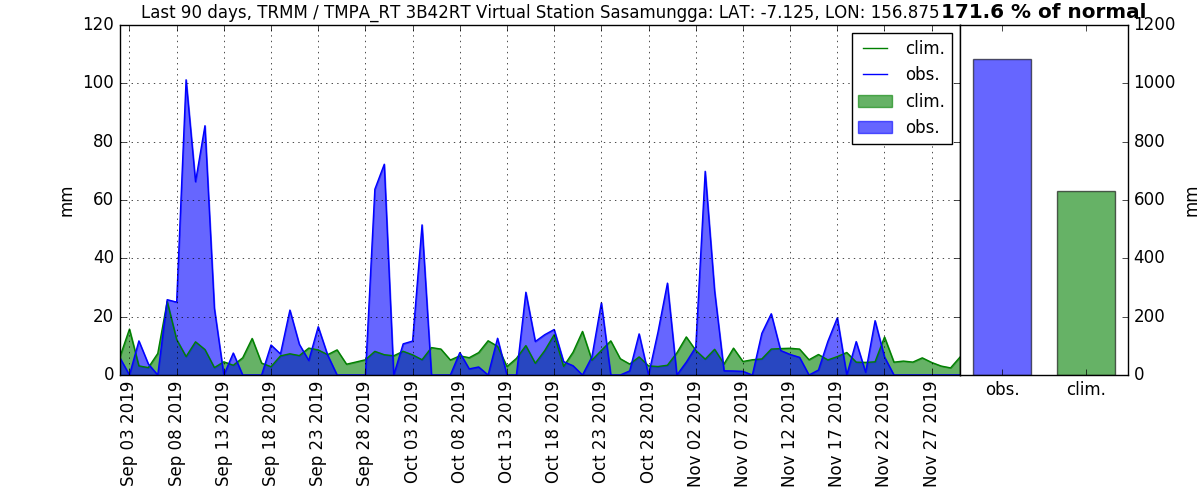 Last 90 days, TRMM / TMPA_RT 3B42RT Virtual Station Sasamungga: LAT: -7.125, LON: 156.875
171.6 % of normal
120
100
80
60
40
20
0
mm
clim.
obs.
clim.
obs.
1200
1000
800
600
400
200
0
mm
Sep 03 2019
Sep 08 2019
Sep 13 2019
Sep 18 2019
Sep 23 2019
Sep 28 2019
Oct 03 2019
Oct 08 2019
Oct 13 2019
Oct 18 2019
Oct 23 2019
Oct 28 2019
Nov 02 2019
Nov 07 2019
Nov 12 2019
Nov 17 2019
Nov 22 2019
Nov 27 2019
obs.
clim.